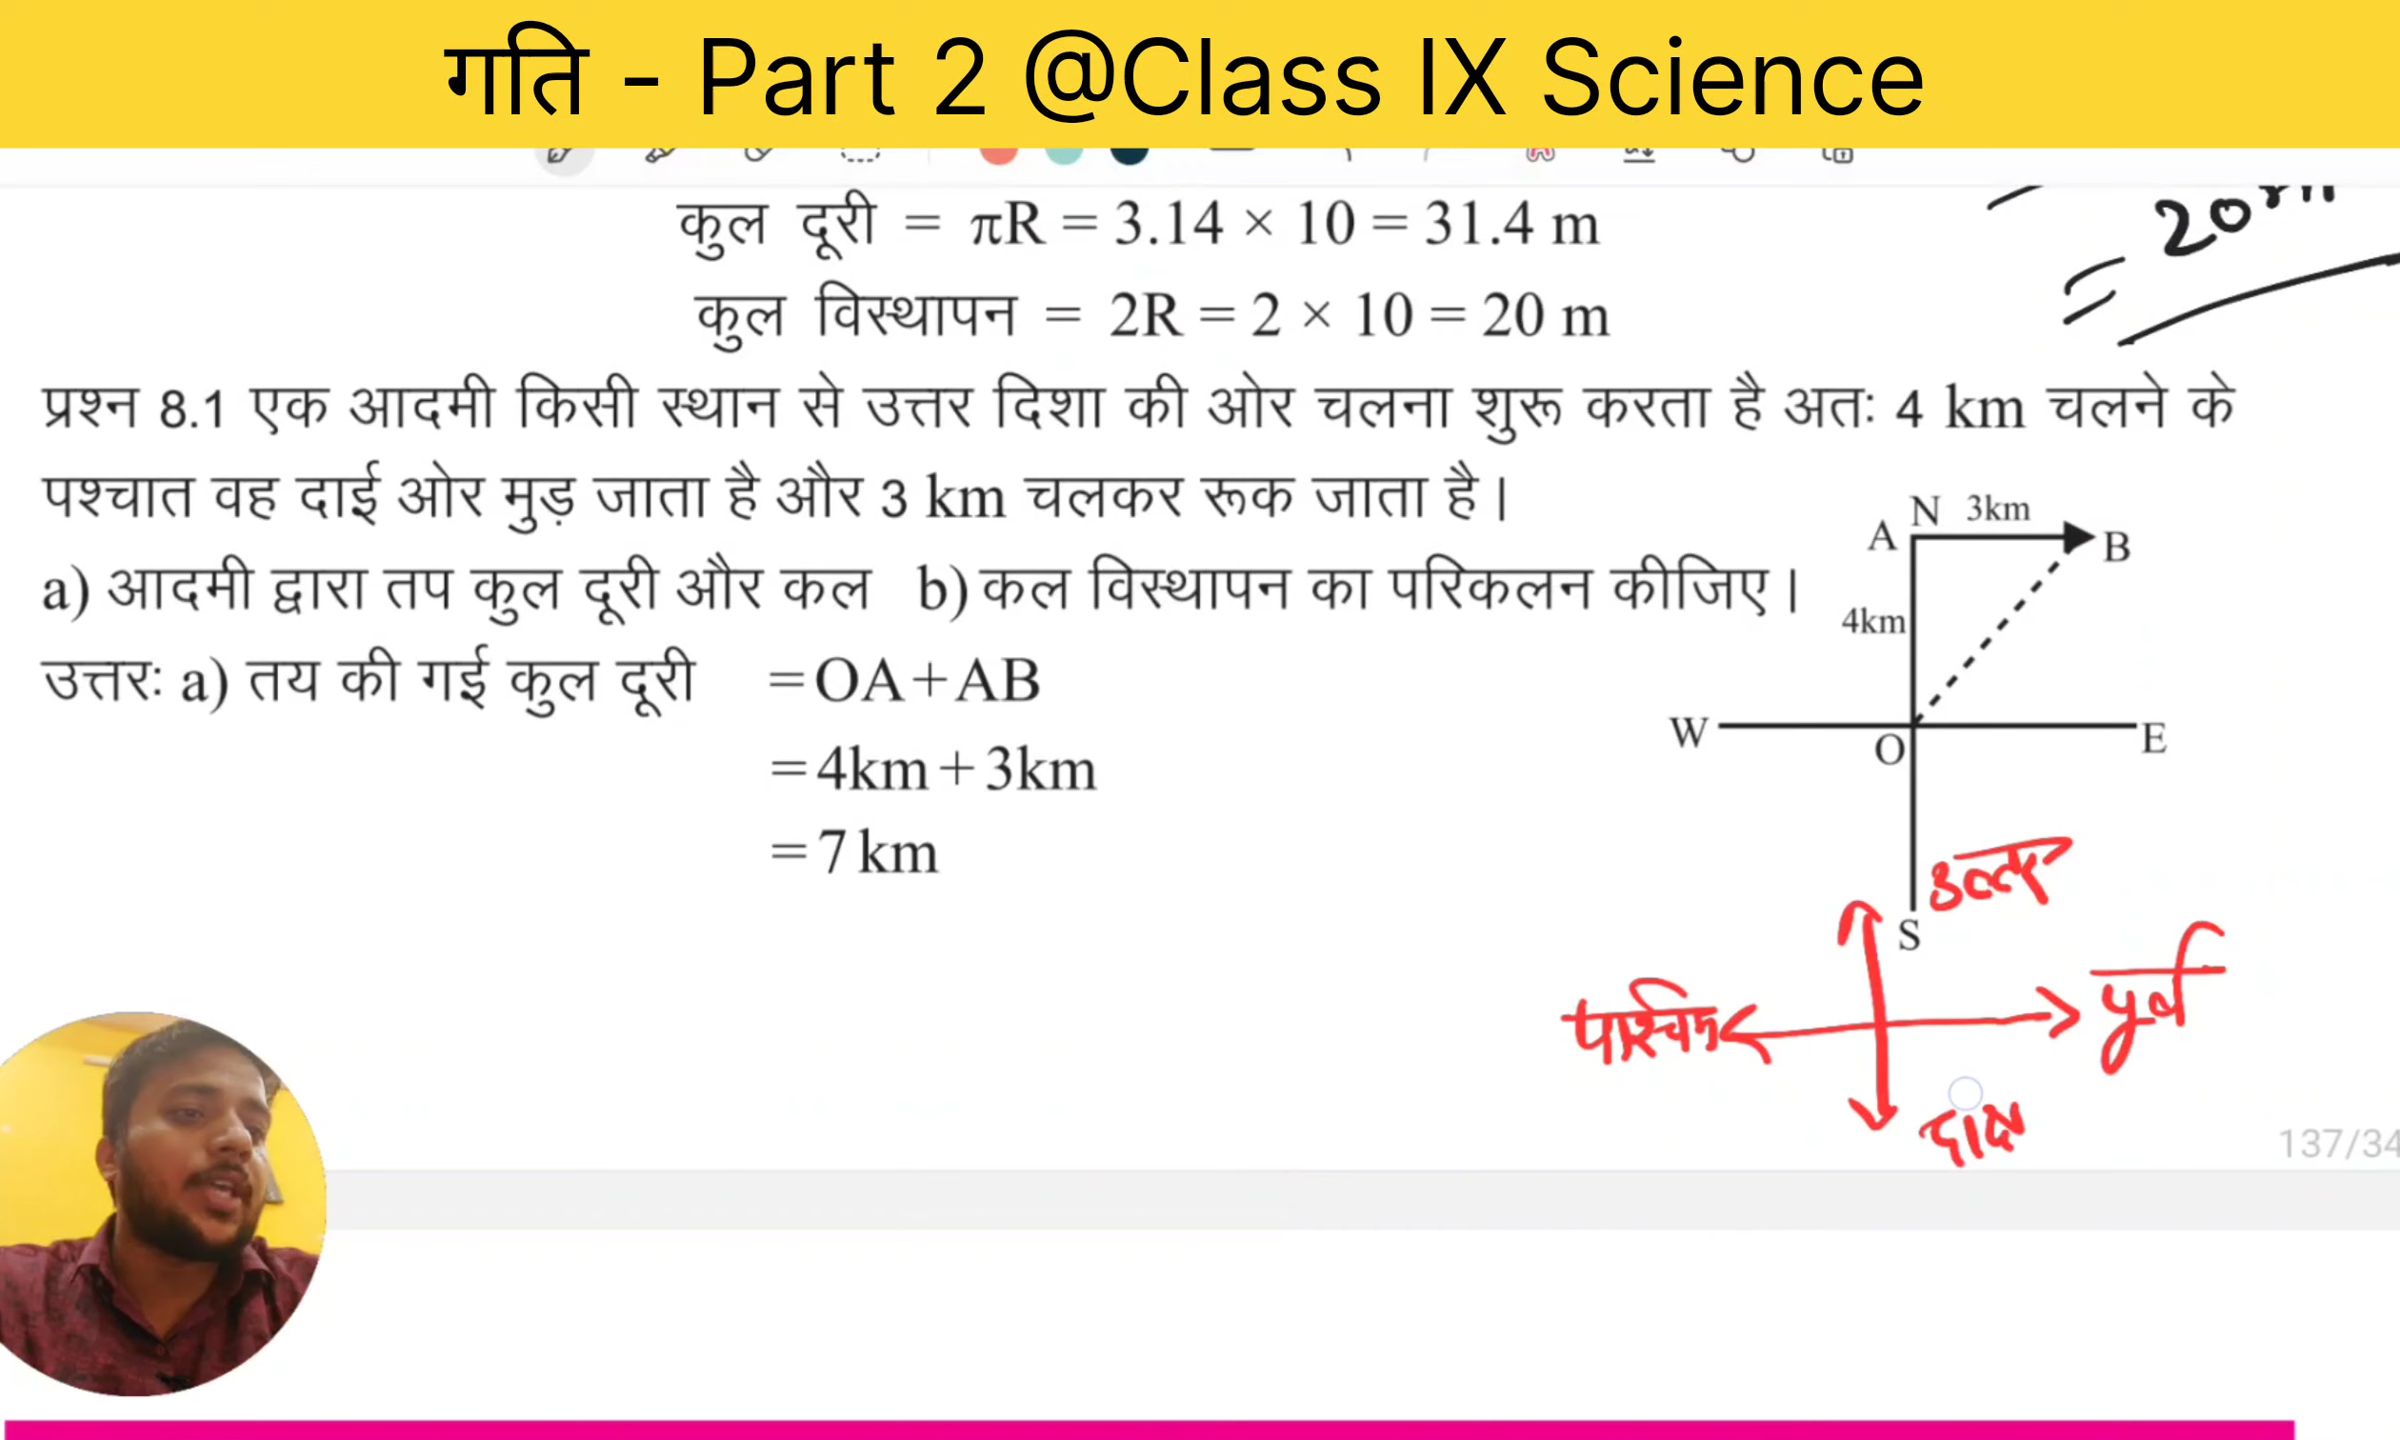 गति - Part 2 @Class IX Science
20m
कुल दूरी = πR = 3.14 × 10 = 31.4 m
=
कुल विस्थापन = 2R = 2 × 10 = 20 m
प्रश्न 8.1 एक आदमी किसी स्थान से उत्तर दिशा की ओर चलना शुरू करता है अतः 4 km चलने के
पश्चात वह दाई ओर मुड़ जाता है और 3 km चलकर रूक जाता है।
a) आदमी द्वारा तप कुल दूरी और कल b) कल विस्थापन का परिकलन कीजिए।
उत्तरः a) तय की गई कुल दूरी = OA+AB
= 4km+3km
= 7 km
N 3km
A B
4km
W O E
S
उत्तर
पश्चिम पूर्व
दक्षि
137/34